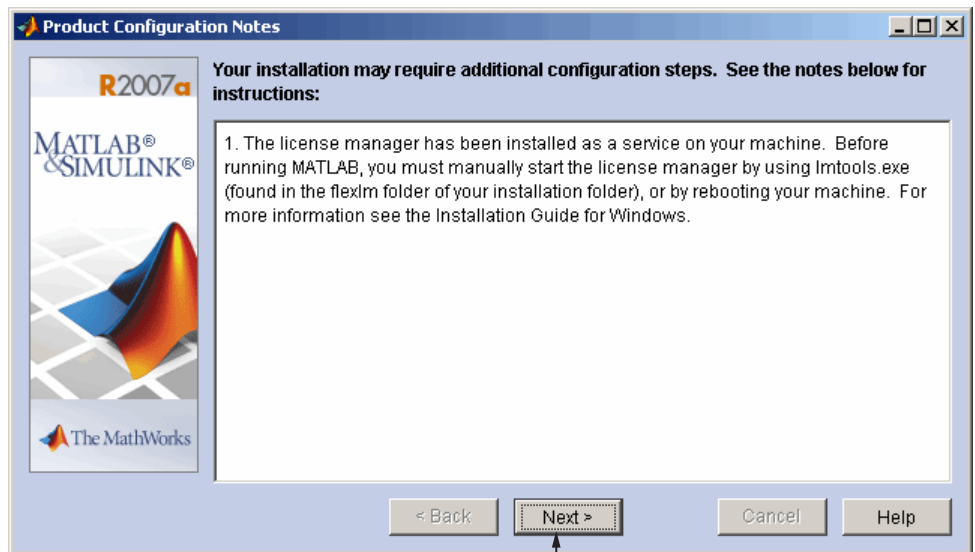 Product Configuration Notes
R2007a
MATLAB®
&SIMULINK®
The MathWorks
Your installation may require additional configuration steps. See the notes below for
instructions:
1. The license manager has been installed as a service on your machine. Before
running MATLAB, you must manually start the license manager by using lmtools.exe
(found in the flexlm folder of your installation folder), or by rebooting your machine. For
more information see the Installation Guide for Windows.
< Back
Next >
Cancel
Help